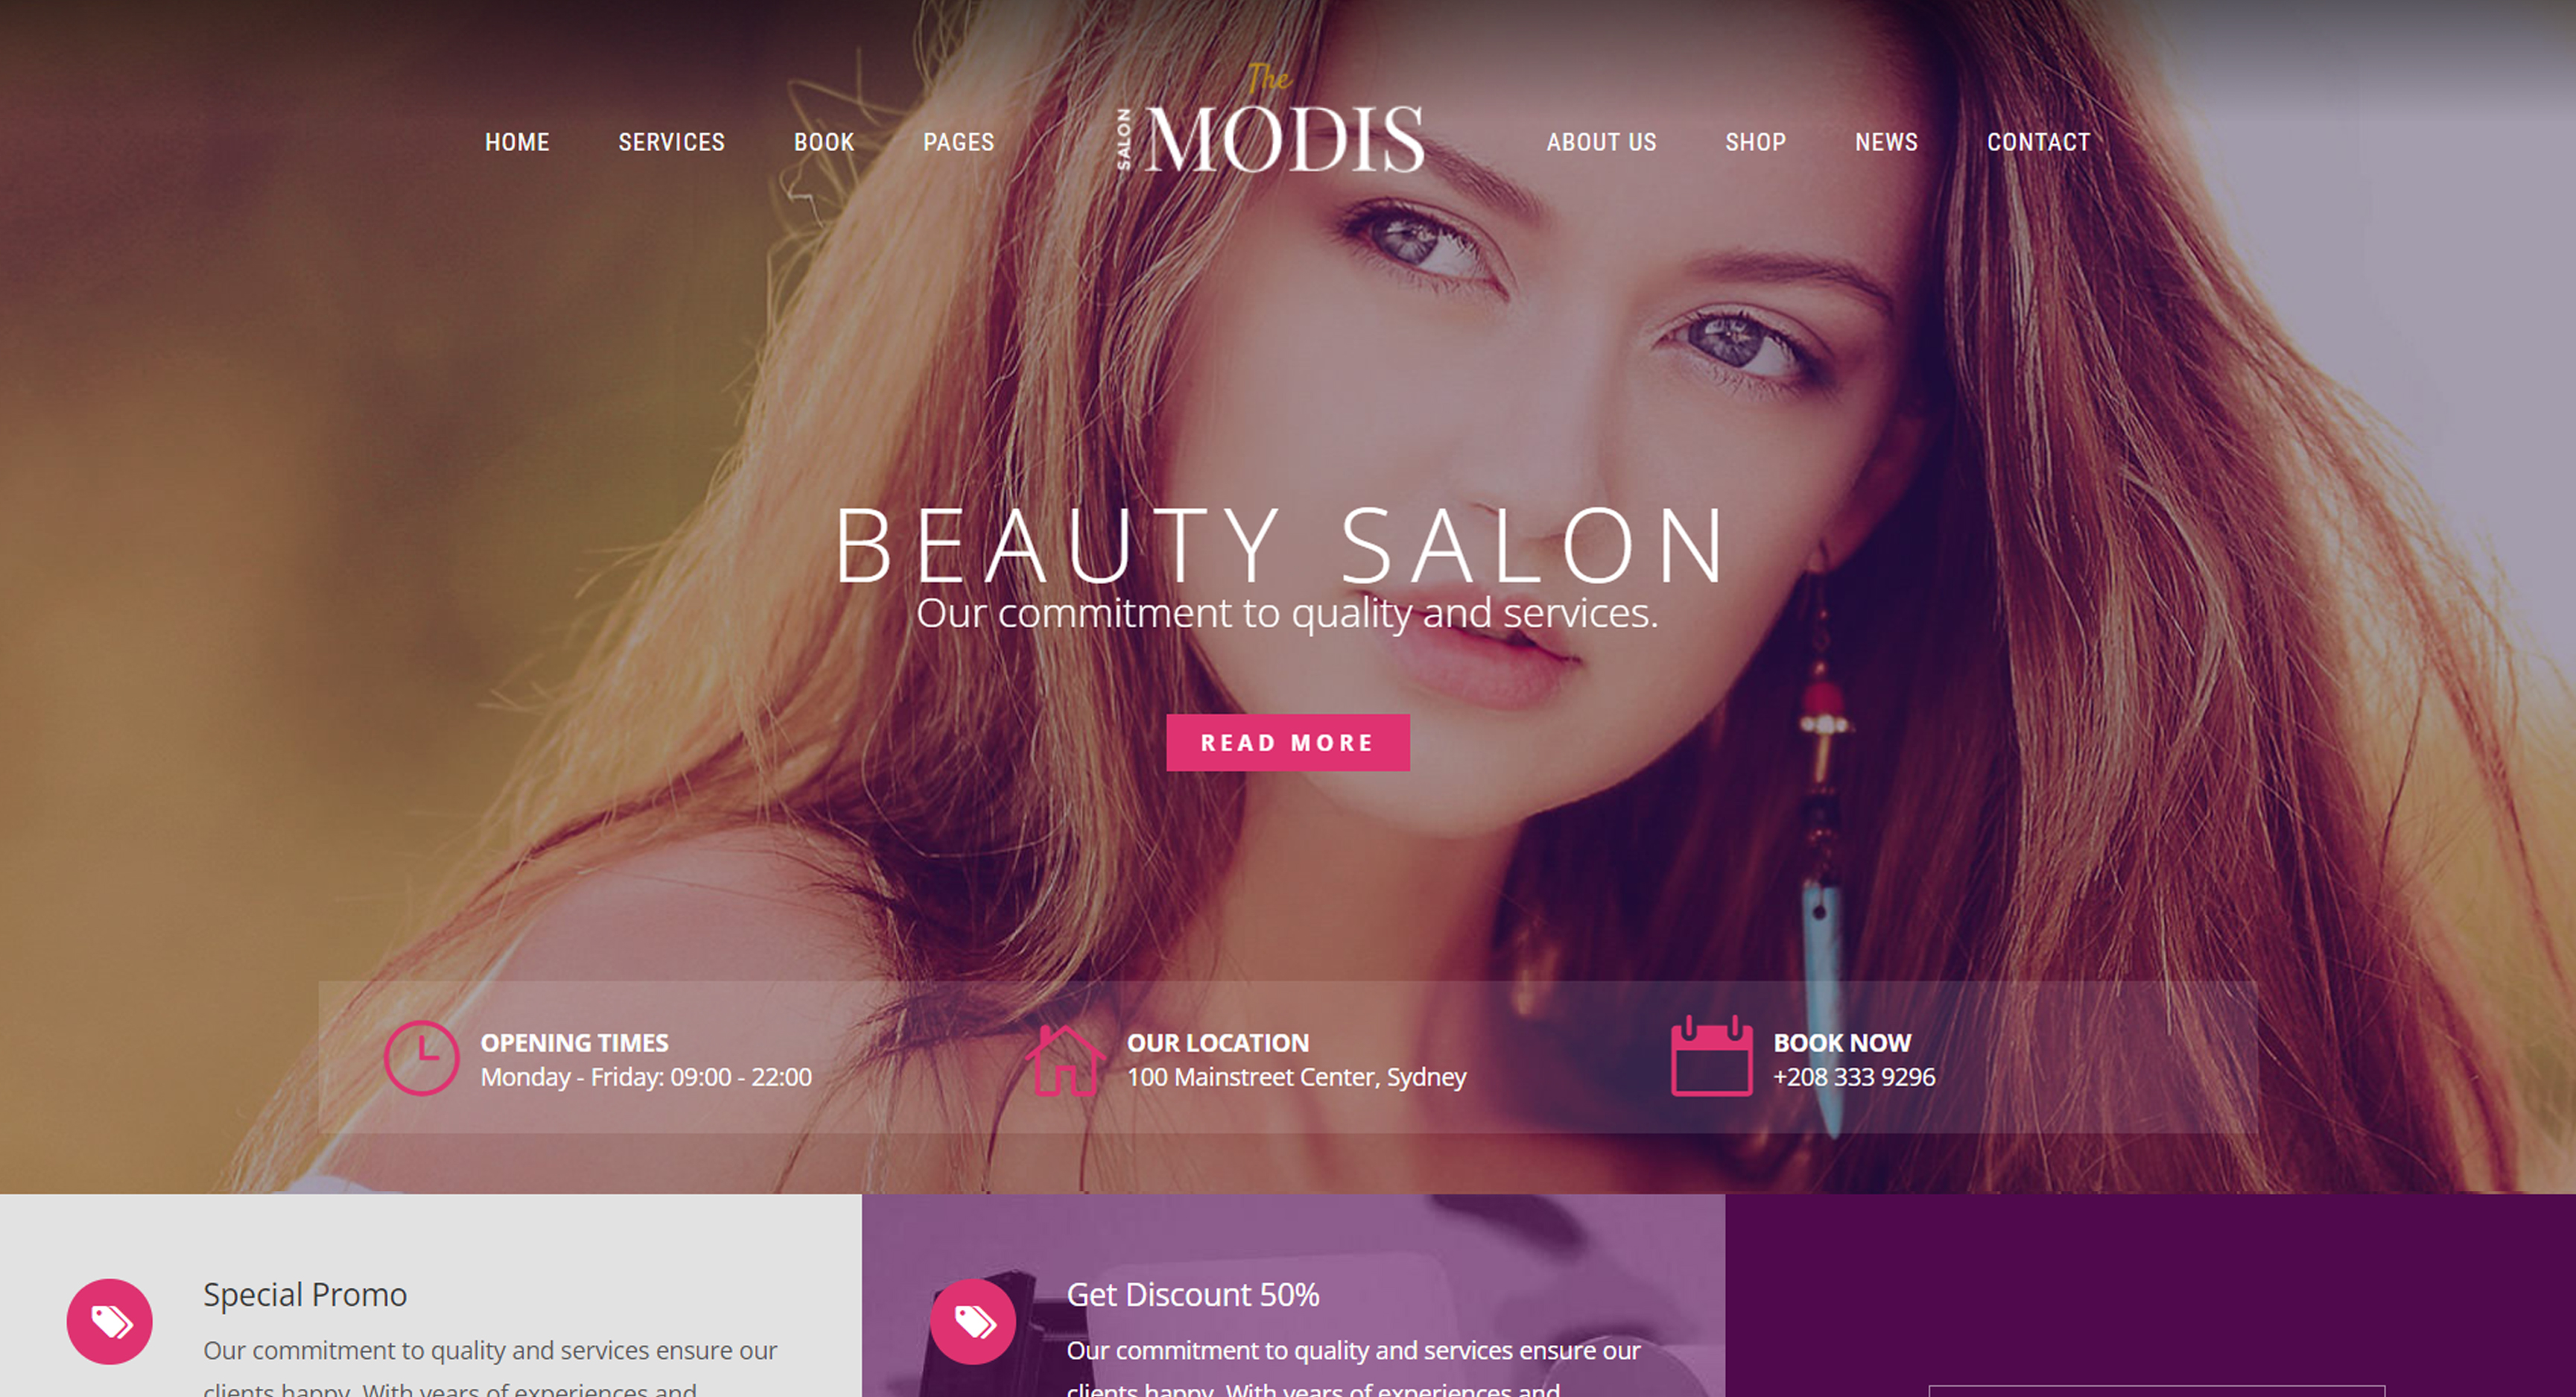 The
SALON
MODIS
HOME SERVICES BOOK PAGES
ABOUT US SHOP NEWS CONTACT
BEAUTY SALON
Our commitment to quality and services.
READ MORE
OPENING TIMES
Monday - Friday: 09:00 - 22:00
OUR LOCATION
100 Mainstreet Center, Sydney
BOOK NOW
+208 333 9296
Special Promo
Our commitment to quality and services ensure our
clients happy. With years of experiences and
Get Discount 50%
Our commitment to quality and services ensure our
clients happy. With years of experiences and